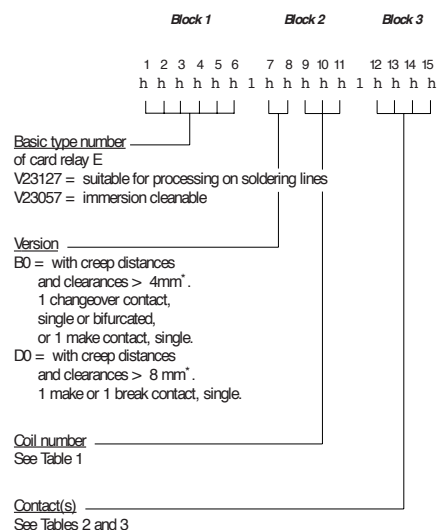 Block 1 Block 2 Block 3
1 2 3 4 5 6 7 8 9 10 11 12 13 14 15
h h h h h h l h h h h h l h h h h
Basic type number
of card relay E
V23127 = suitable for processing on soldering lines
V23057 = immersion cleanable
Version
B0 = with creep distances
and clearances > 4mm*.
1 changeover contact,
single or bifurcated,
or 1 make contact, single.
D0 = with creep distances
and clearances > 8 mm*.
1 make or 1 break contact, single.
Coil number
See Table 1
Contact(s)
See Tables 2 and 3